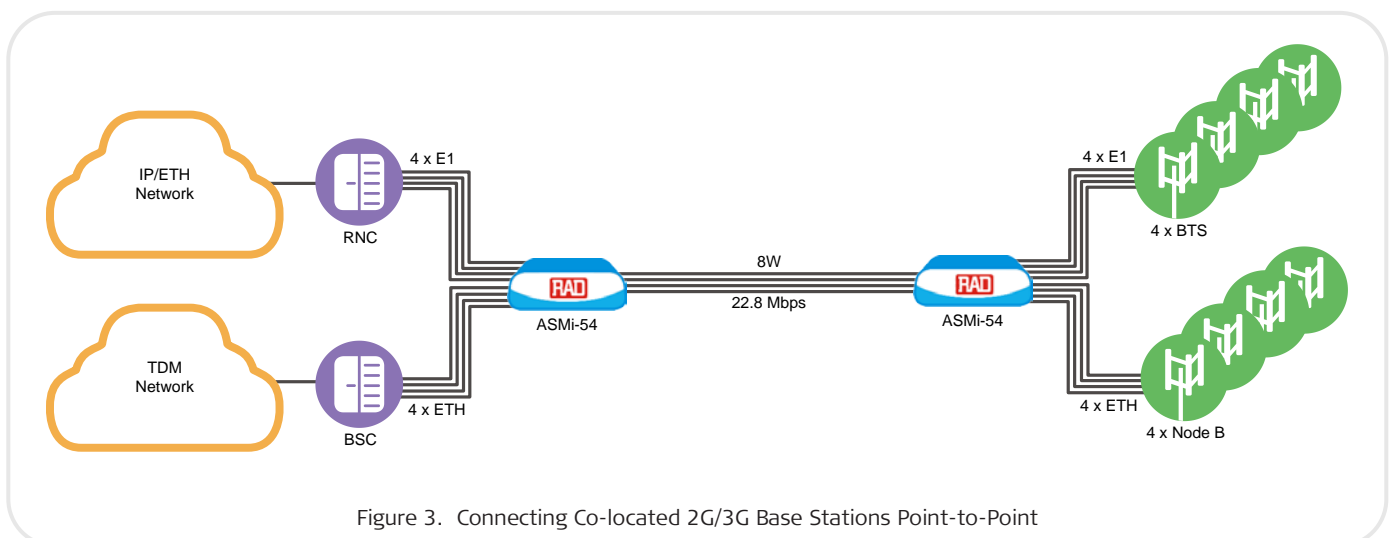 IP/ETH
Network
4 x E1
RNC
TDM
Network
4 x ETH
BSC
RAD
ASMi-54
8W
22.8 Mbps
RAD
ASMi-54
4 x E1
4 x BTS
4 x ETH
4 x Node B
Figure 3. Connecting Co-located 2G/3G Base Stations Point-to-Point